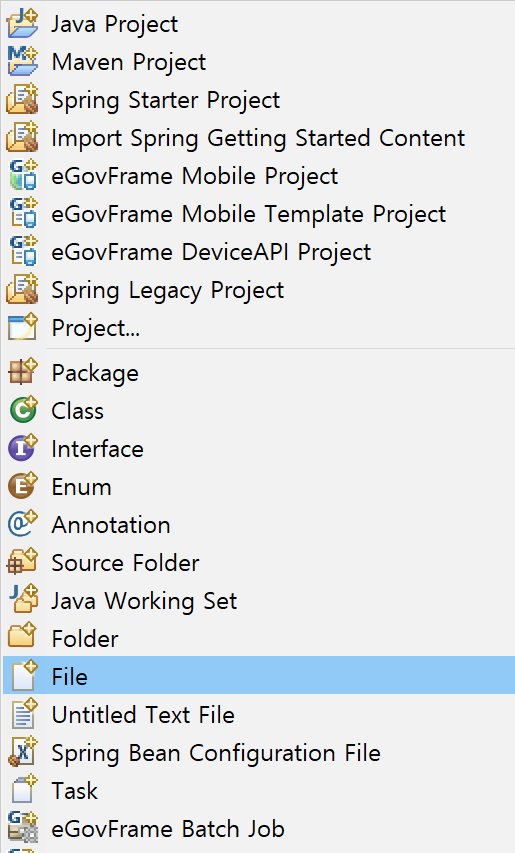 Java Project
Maven Project
Spring Starter Project
Import Spring Getting Started Content
eGovFrame Mobile Project
eGovFrame Mobile Template Project
eGovFrame DeviceAPI Project
Spring Legacy Project
Project...
Package
Class
Interface
Enum
Annotation
Source Folder
Java Working Set
Folder
File
Untitled Text File
Spring Bean Configuration File
Task
eGovFrame Batch Job